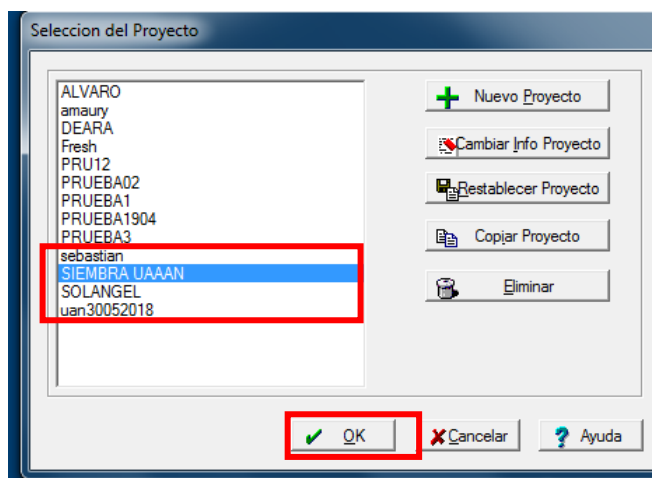 Seleccion del Proyecto
ALVARO
amaury
DEARA
Fresh
PRU12
PRUEBA02
PRUEBA1
PRUEBA1904
PRUEBA3
sebastian
SIEMBRA UAAAN
SOLANGEL
uan30052018
Nuevo Proyecto
Cambiar Info Proyecto
Restablecer Proyecto
Copiar Proyecto
Eliminar
OK
Cancelar
Ayuda